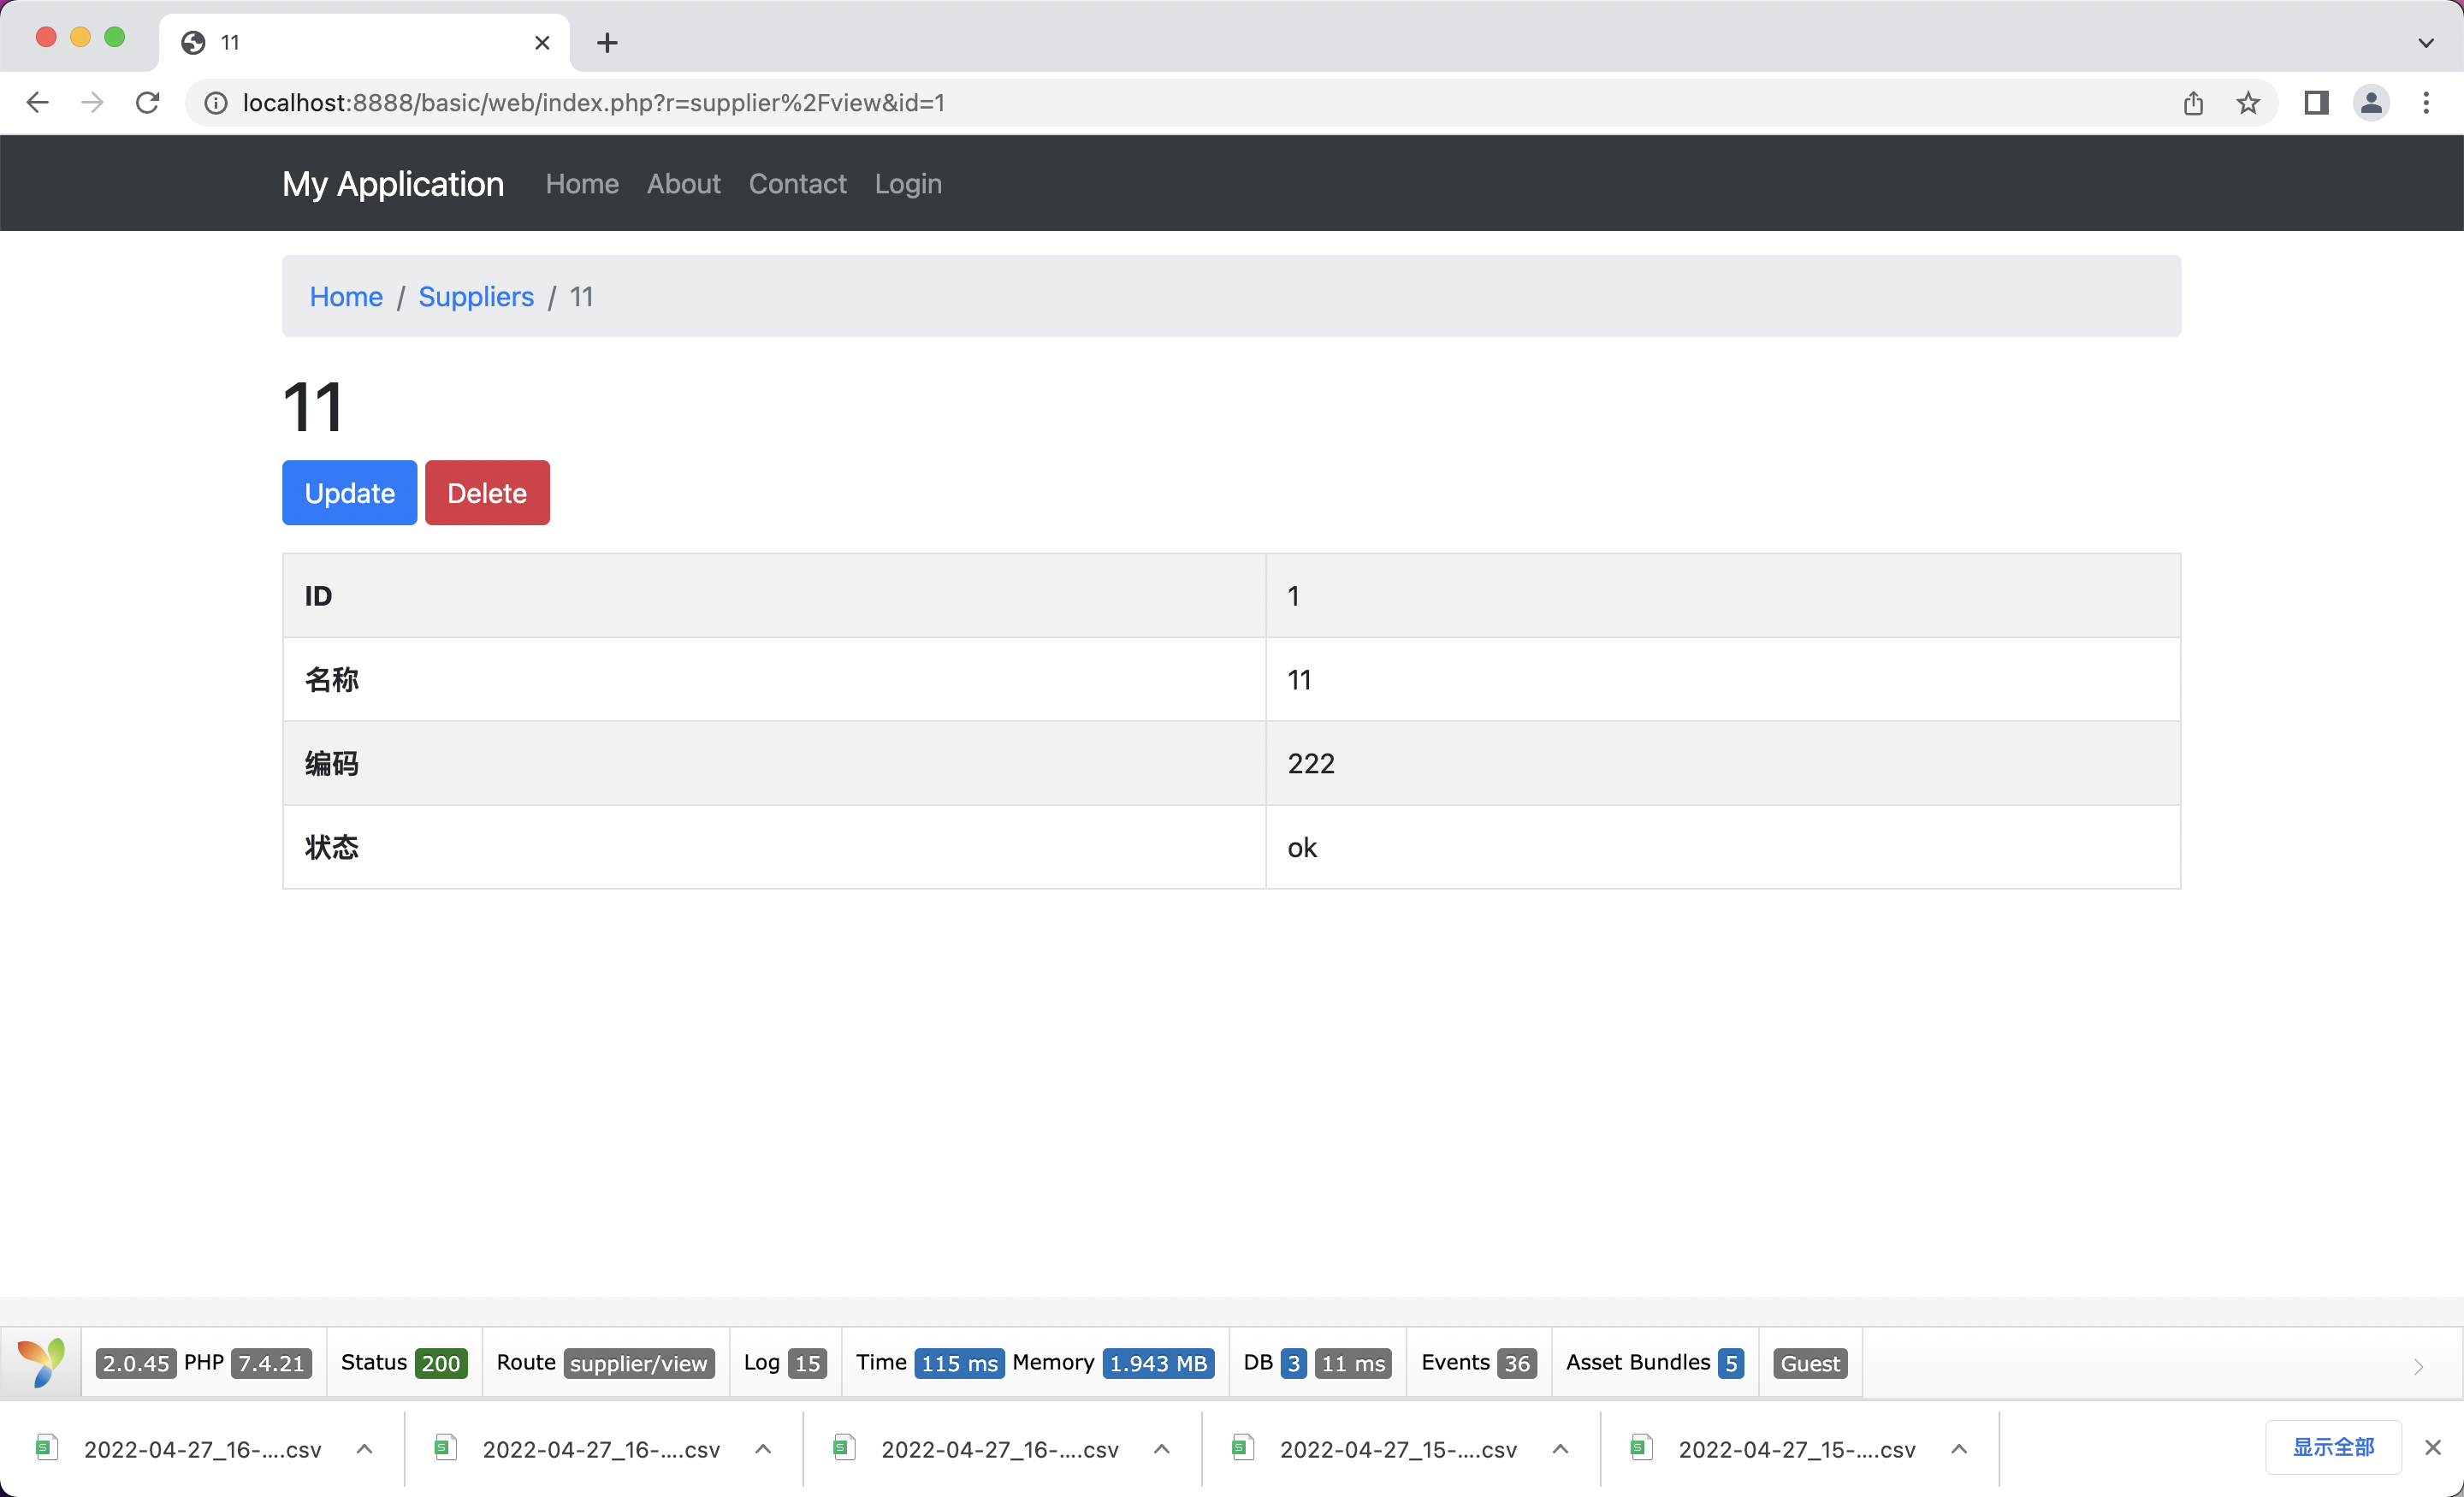 11
localhost:8888/basic/web/index.php?r=supplier%2Fview&id=1
My Application Home About Contact Login
Home / Suppliers / 11
11
Update Delete
ID 1
名称 11
编码 222
状态 ok
2.0.45 PHP 7.4.21 Status 200 Route supplier/view Log 15 Time 115 ms Memory 1.943 MB DB 3 11 ms Events 36 Asset Bundles 5 Guest
2022-04-27_16-....csv 2022-04-27_16-....csv 2022-04-27_16-....csv 2022-04-27_15-....csv 2022-04-27_15-....csv 显示全部